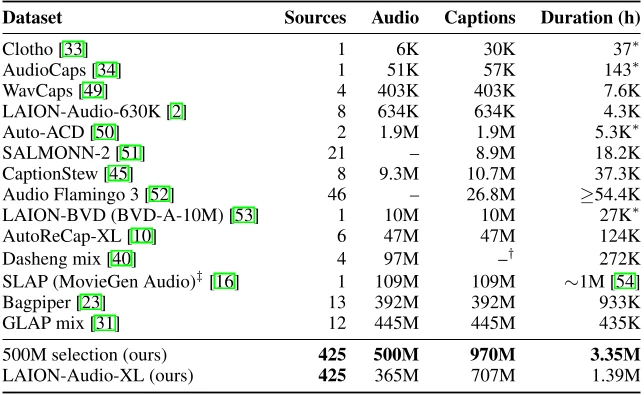 Dataset Sources Audio Captions Duration (h)
Clotho [33] 1 6K 30K 37*
AudioCaps [34] 1 51K 57K 143*
WavCaps [49] 4 403K 403K 7.6K
LAION-Audio-630K [2] 8 634K 634K 4.3K
Auto-ACD [50] 2 1.9M 1.9M 5.3K*
SALMONN-2 [51] 21 – 8.9M 18.2K
CaptionStew [45] 8 9.3M 10.7M 37.3K
Audio Flamingo 3 [52] 46 – 26.8M ≥54.4K
LAION-BVD (BVD-A-10M) [53] 1 10M 10M 27K*
AutoReCap-XL [10] 6 47M 47M 124K
Dasheng mix [40] 4 97M –† 272K
SLAP (MovieGen Audio)‡ [16] 1 109M 109M ∼1M [54]
Bagpiper [23] 13 392M 392M 933K
GLAP mix [31] 12 445M 445M 435K
500M selection (ours) 425 500M 970M 3.35M
LAION-Audio-XL (ours) 425 365M 707M 1.39M